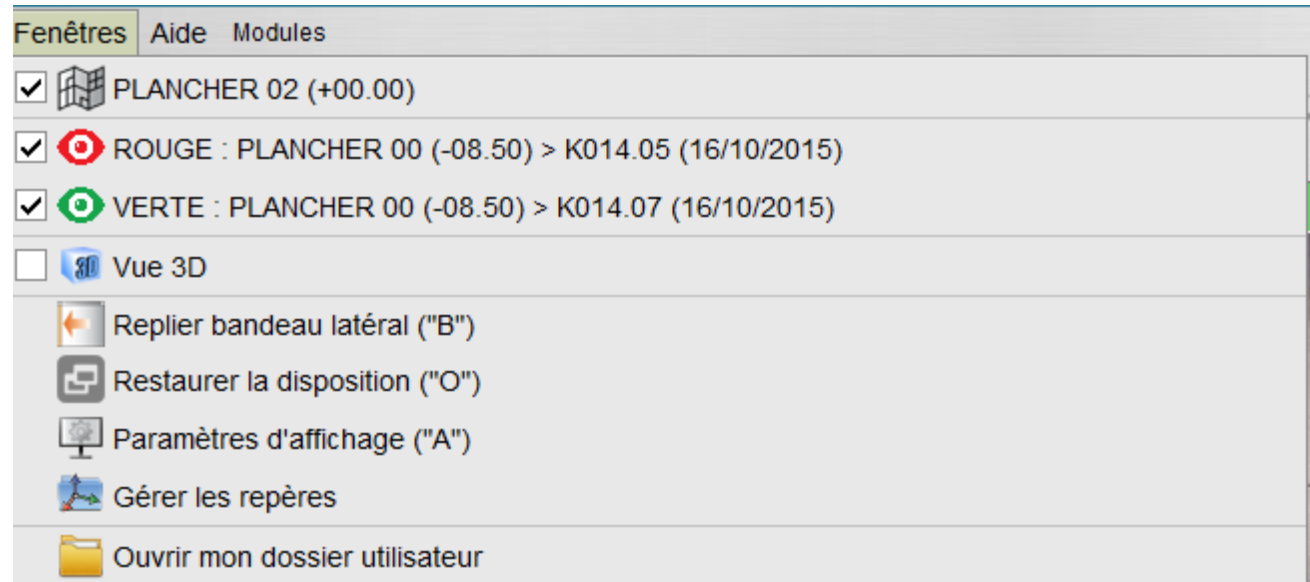 Fenêtres Aide Modules
PLANCHER 02 (+00.00)
ROUGE : PLANCHER 00 (-08.50) > K014.05 (16/10/2015)
VERTE : PLANCHER 00 (-08.50) > K014.07 (16/10/2015)
3D Vue 3D
Replier bandeau latéral ("B")
Restaurer la disposition ("O")
Paramètres d'affichage ("A")
Gérer les repères
Ouvrir mon dossier utilisateur